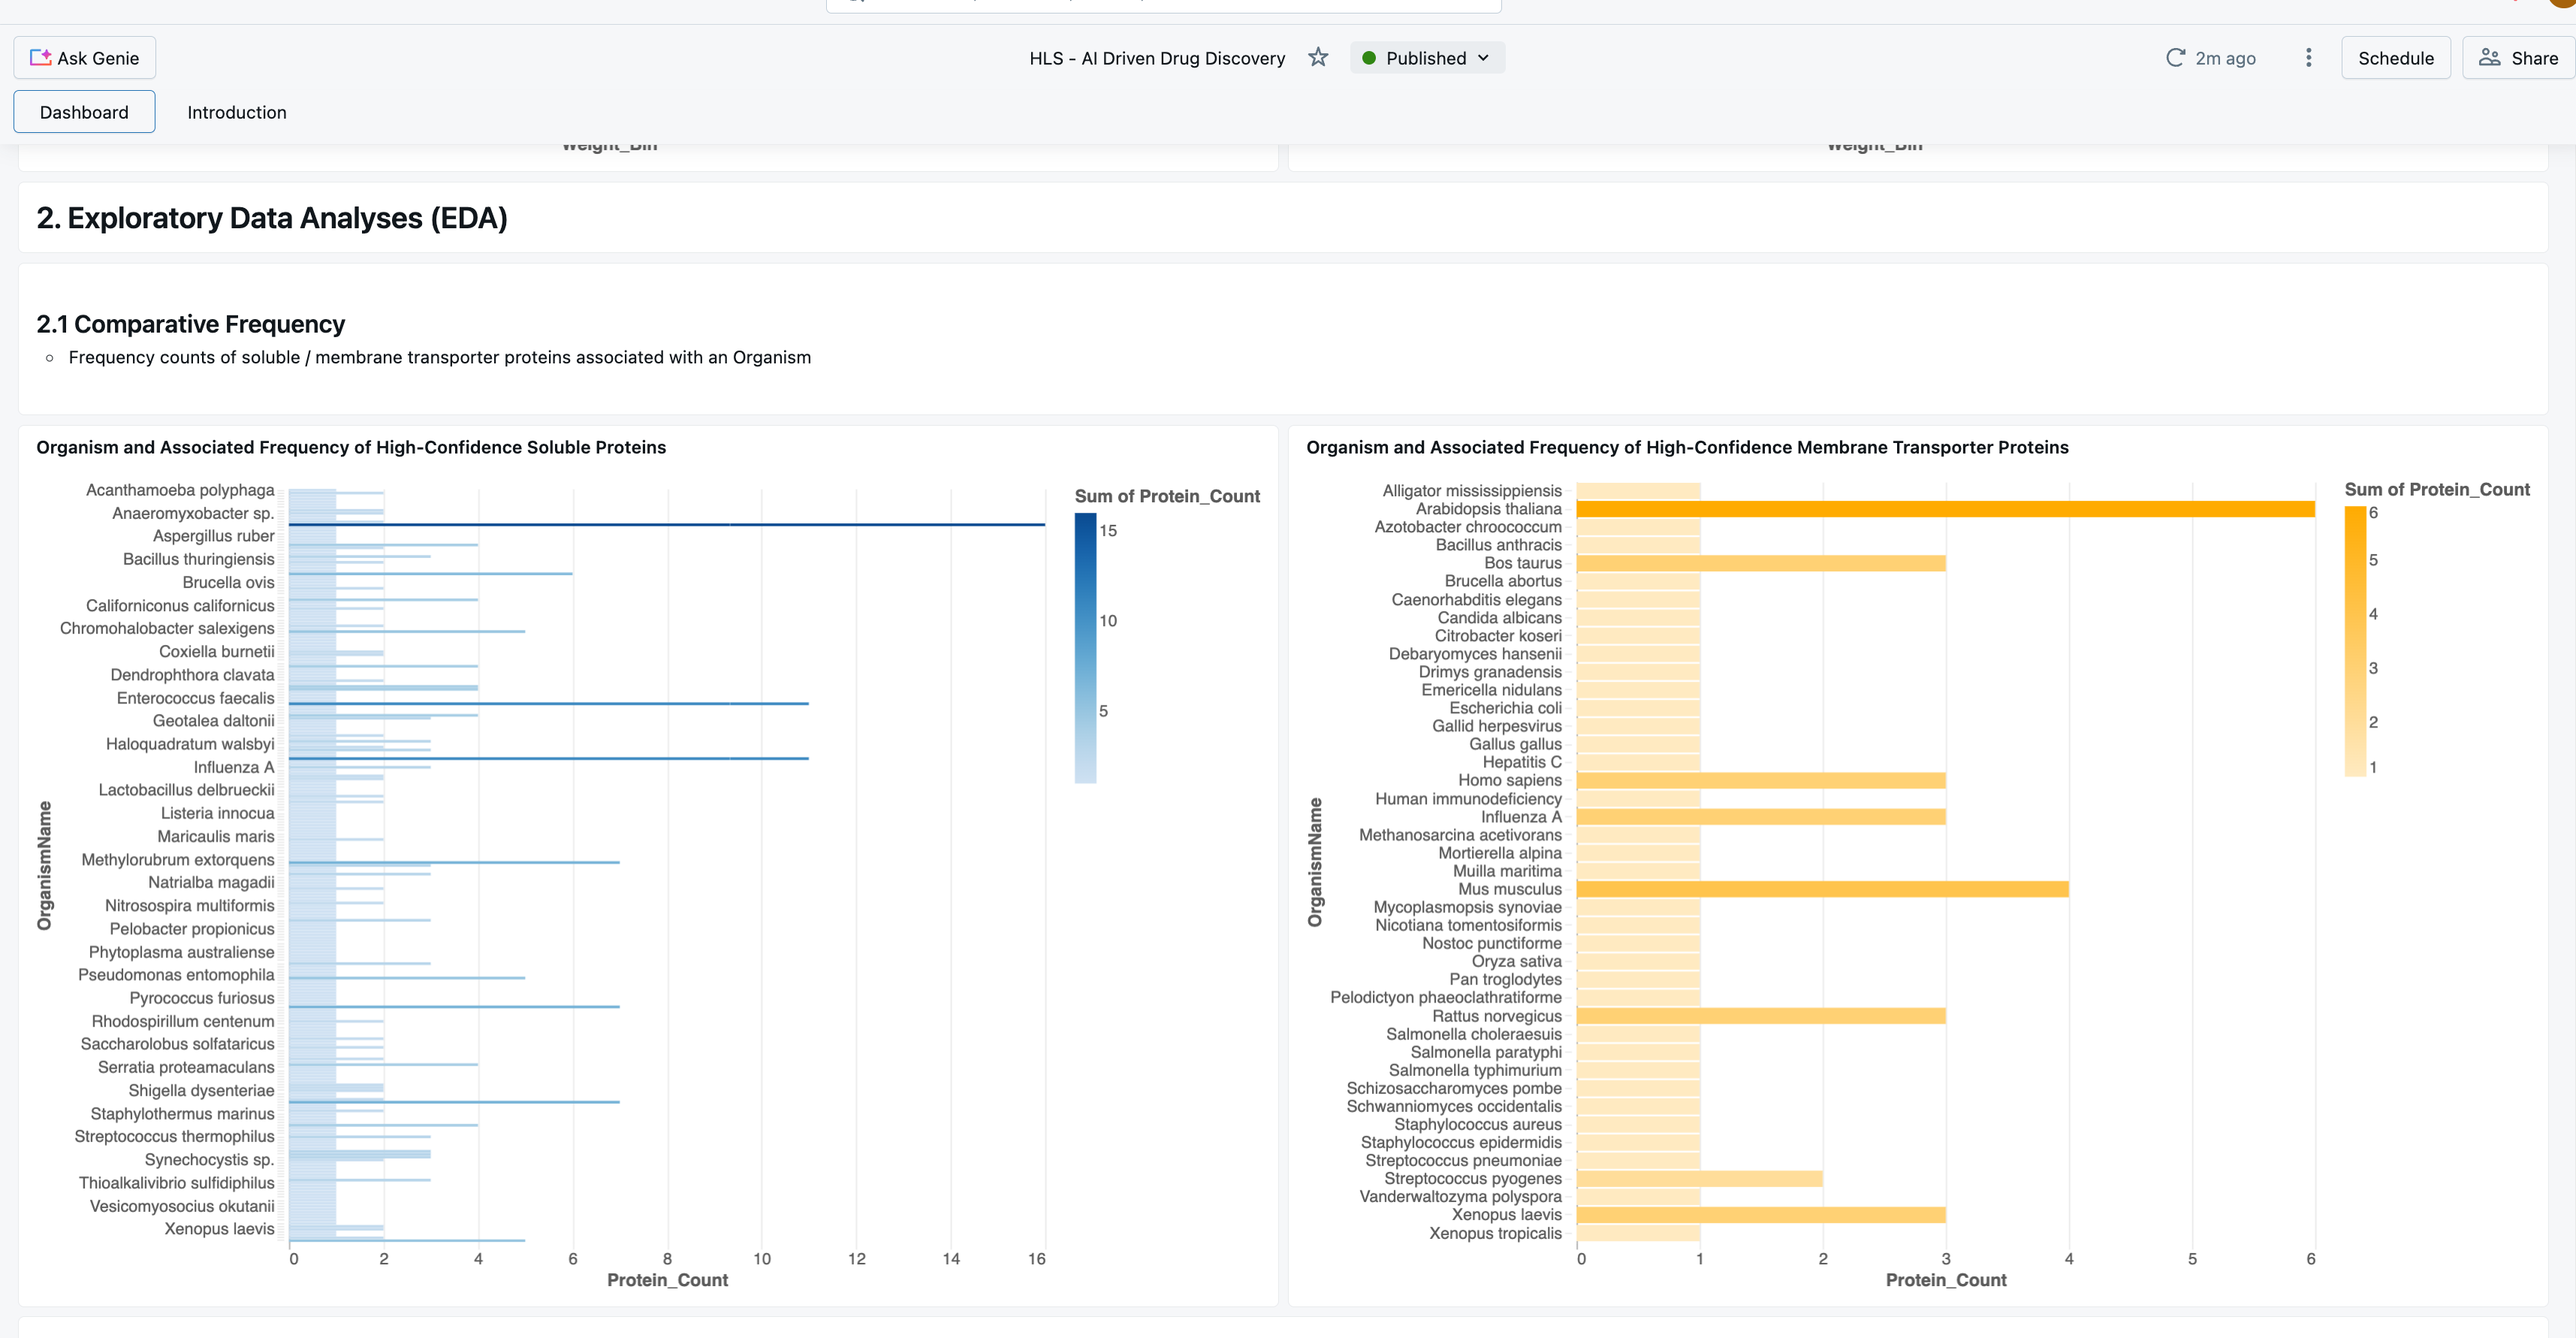 Ask Genie
HLS - AI Driven Drug Discovery
Published
2m ago
Schedule
Share
Dashboard
Introduction
Weight_Bin
Weight_Bin
2. Exploratory Data Analyses (EDA)
2.1 Comparative Frequency
Frequency counts of soluble / membrane transporter proteins associated with an Organism
Organism and Associated Frequency of High-Confidence Soluble Proteins
OrganismName
Acanthamoeba polyphaga
Anaeromyxobacter sp.
Aspergillus ruber
Bacillus thuringiensis
Brucella ovis
Californiconus californicus
Chromohalobacter salexigens
Coxiella burnetii
Dendrophthora clavata
Enterococcus faecalis
Geotalea daltonii
Haloquadratum walsbyi
Influenza A
Lactobacillus delbrueckii
Listeria innocua
Maricaulis maris
Methylorubrum extorquens
Natrialba magadii
Nitrosospira multiformis
Pelobacter propionicus
Phytoplasma australiense
Pseudomonas entomophila
Pyrococcus furiosus
Rhodospirillum centenum
Saccharolobus solfataricus
Serratia proteamaculans
Shigella dysenteriae
Staphylothermus marinus
Streptococcus thermophilus
Synechocystis sp.
Thioalkalivibrio sulfidiphilus
Vesicomyosocius okutanii
Xenopus laevis
0 2 4 6 8 10 12 14 16
Protein_Count
Sum of Protein_Count
15
10
5
Organism and Associated Frequency of High-Confidence Membrane Transporter Proteins
OrganismName
Alligator mississippiensis
Arabidopsis thaliana
Azotobacter chroococcum
Bacillus anthracis
Bos taurus
Brucella abortus
Caenorhabditis elegans
Candida albicans
Citrobacter koseri
Debaryomyces hansenii
Drimys granadensis
Emericella nidulans
Escherichia coli
Gallid herpesvirus
Gallus gallus
Hepatitis C
Homo sapiens
Human immunodeficiency
Influenza A
Methanosarcina acetivorans
Mortierella alpina
Muilla maritima
Mus musculus
Mycoplasmopsis synoviae
Nicotiana tomentosiformis
Nostoc punctiforme
Oryza sativa
Pan troglodytes
Pelodictyon phaeoclathratiforme
Rattus norvegicus
Salmonella choleraesuis
Salmonella paratyphi
Salmonella typhimurium
Schizosaccharomyces pombe
Schwanniomyces occidentalis
Staphylococcus aureus
Staphylococcus epidermidis
Streptococcus pneumoniae
Streptococcus pyogenes
Vanderwaltozyma polyspora
Xenopus laevis
Xenopus tropicalis
0 1 2 3 4 5 6
Protein_Count
Sum of Protein_Count
6
5
4
3
2
1